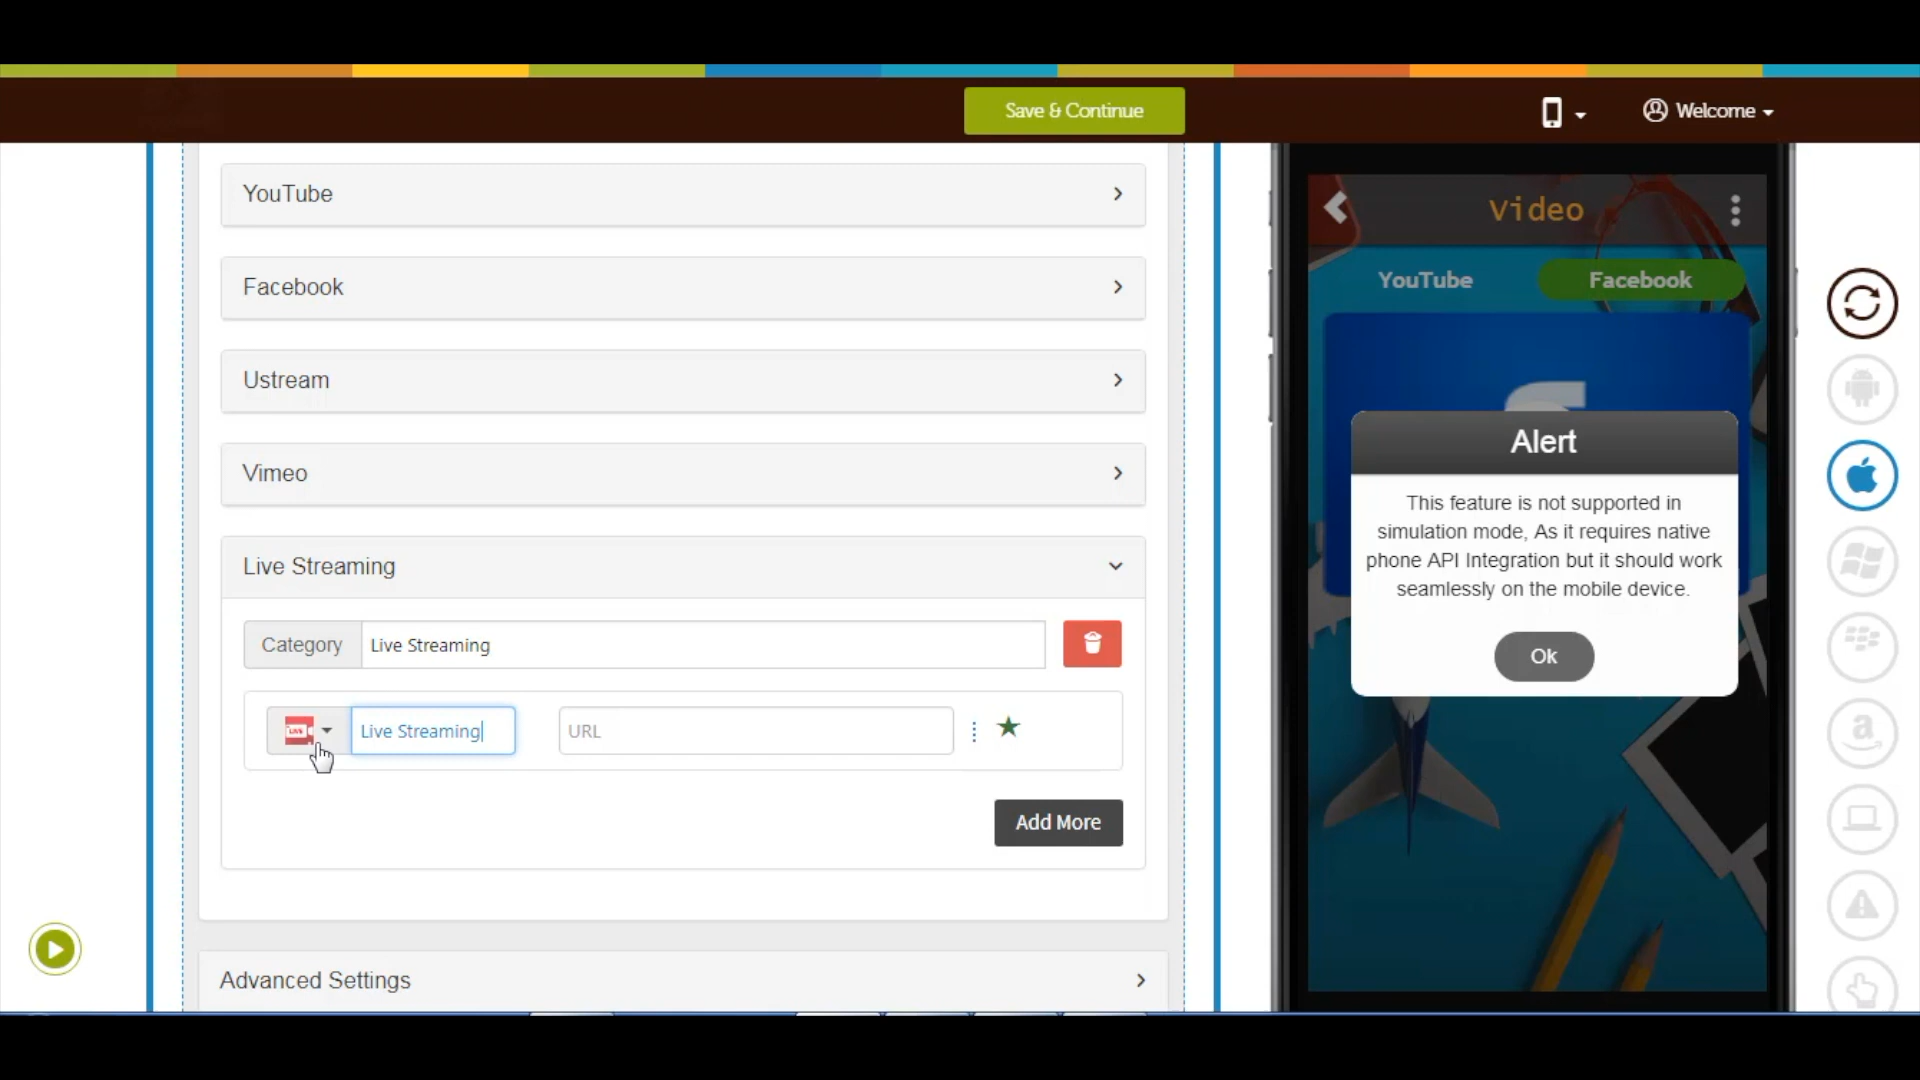 Save & Continue
Welcome
YouTube
Facebook
Ustream
Vimeo
Live Streaming
Category
Live Streaming
LIVE
Live Streaming
URL
Add More
Advanced Settings
Video
YouTube
Facebook
Alert
This feature is not supported in
simulation mode, As it requires native
phone API Integration but it should work
seamlessly on the mobile device.
Ok